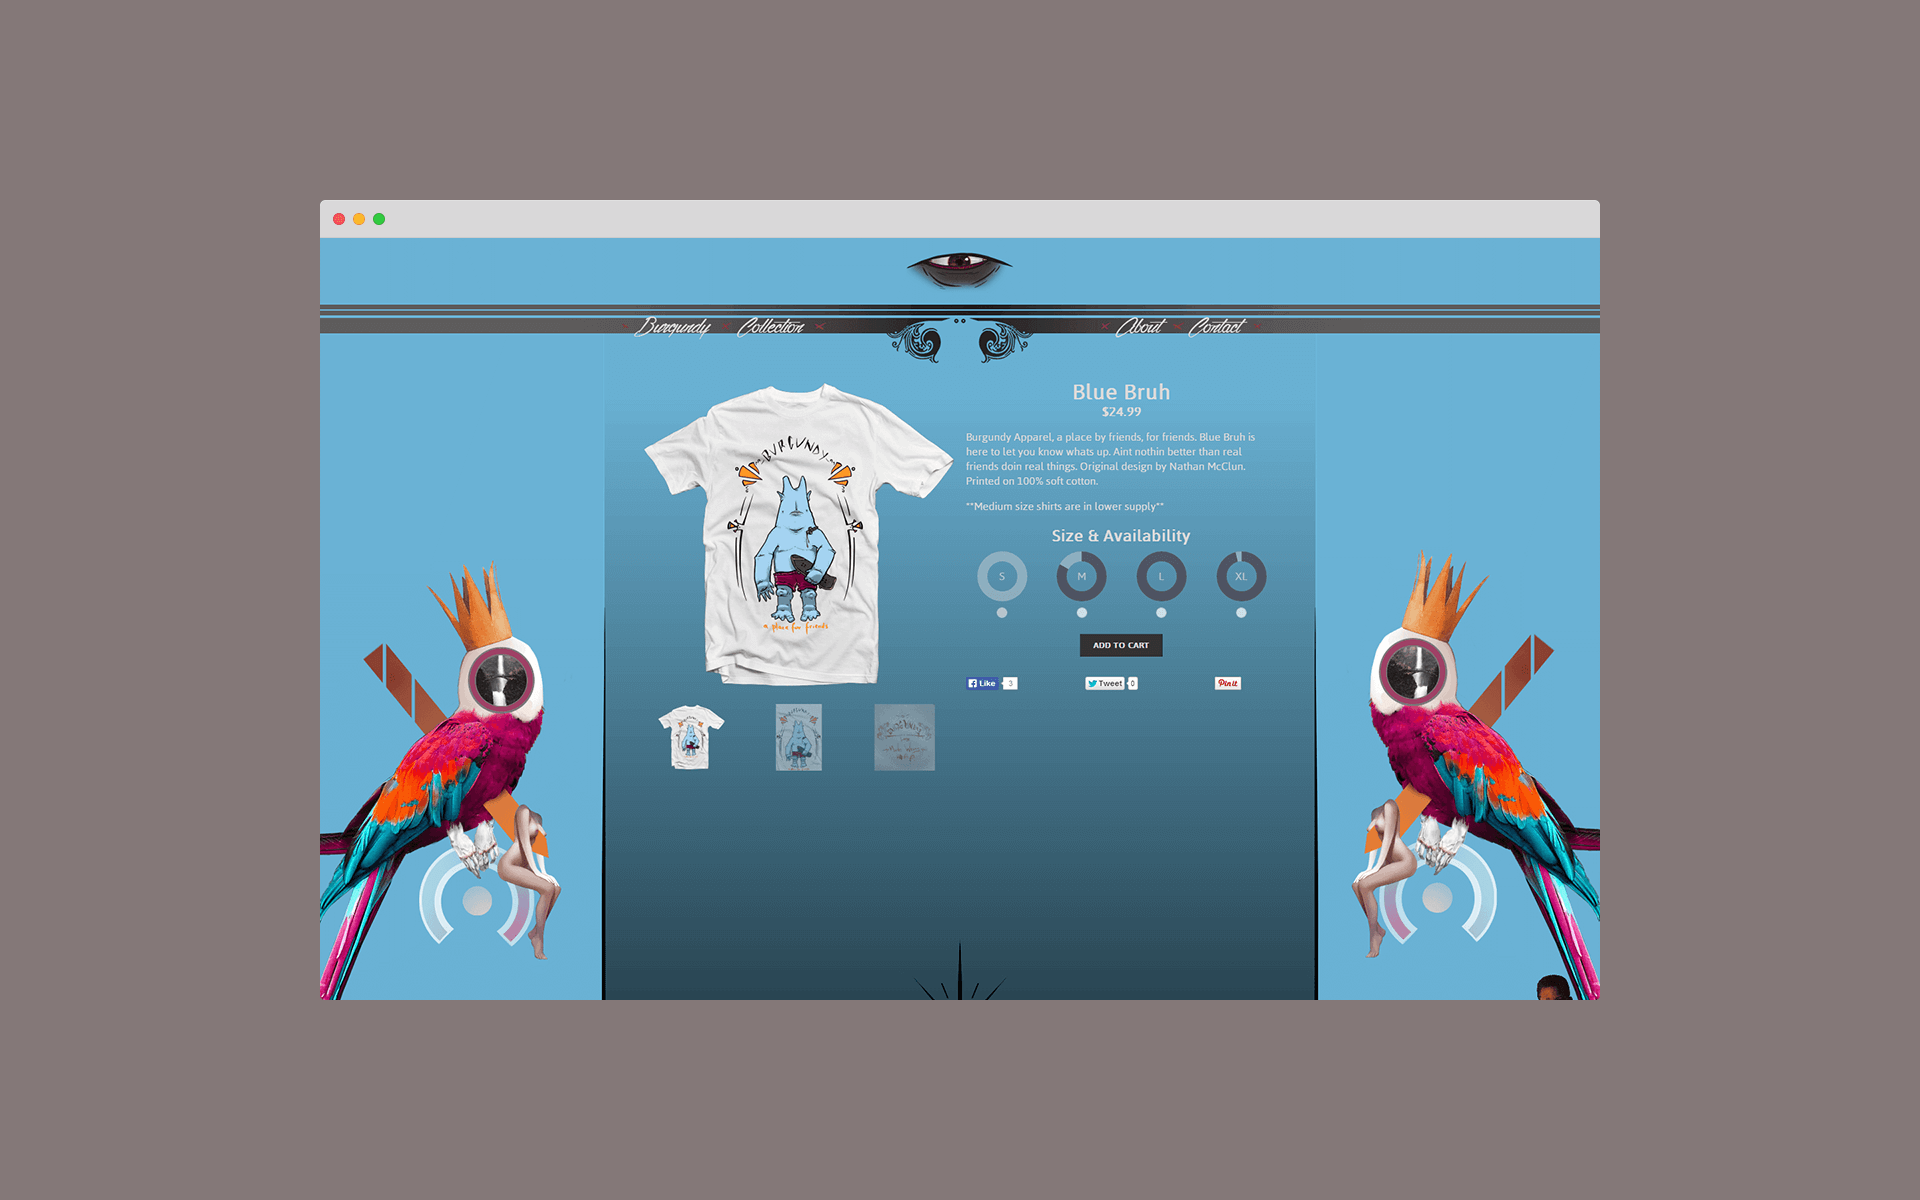 Burgundy Collection About Contact
BURGUNDY
a place for friends
Blue Bruh
$24.99
Burgundy Apparel, a place by friends, for friends. Blue Bruh is
here to let you know whats up. Aint nothin better than real
friends doin real things. Original design by Nathan McClun.
Printed on 100% soft cotton.
**Medium size shirts are in lower supply**
Size & Availability
S M L XL
ADD TO CART
Like 3 Tweet 0 Pin it